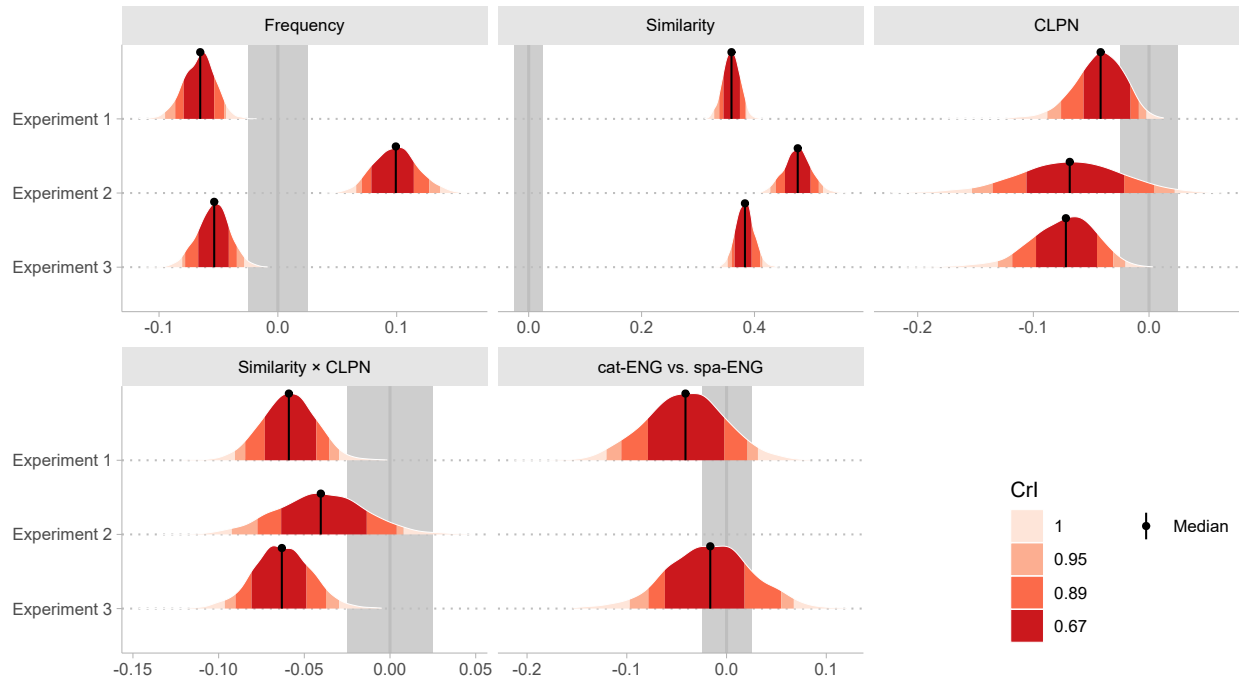 Frequency
Similarity
CLPN
Experiment 1
Experiment 2
Experiment 3
-0.1 0.0 0.1
0.0 0.2 0.4
-0.2 -0.1 0.0
Similarity × CLPN
cat-ENG vs. spa-ENG
Experiment 1
Experiment 2
Experiment 3
-0.15 -0.10 -0.05 0.00 0.05
-0.2 -0.1 0.0 0.1
CrI
1
0.95
0.89
0.67
Median